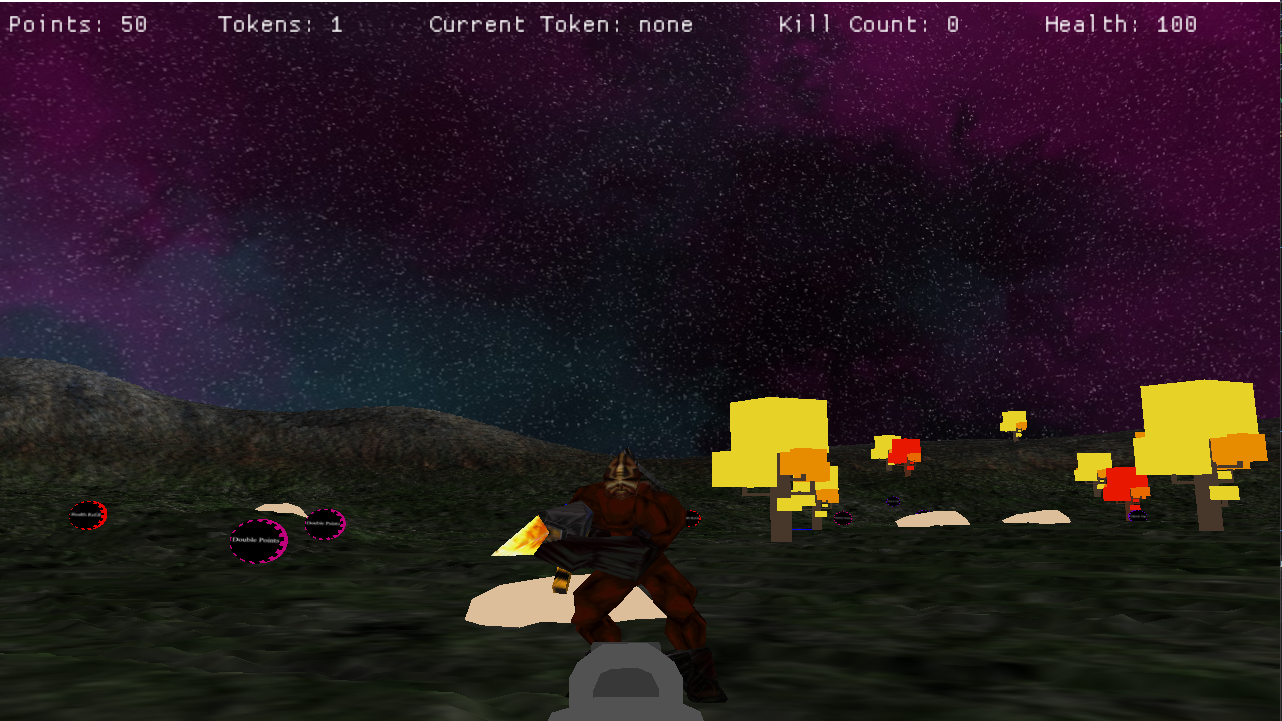 Points: 50 Tokens: 1 Current Token: none Kill Count: 0 Health: 100
Double Points
Double Points